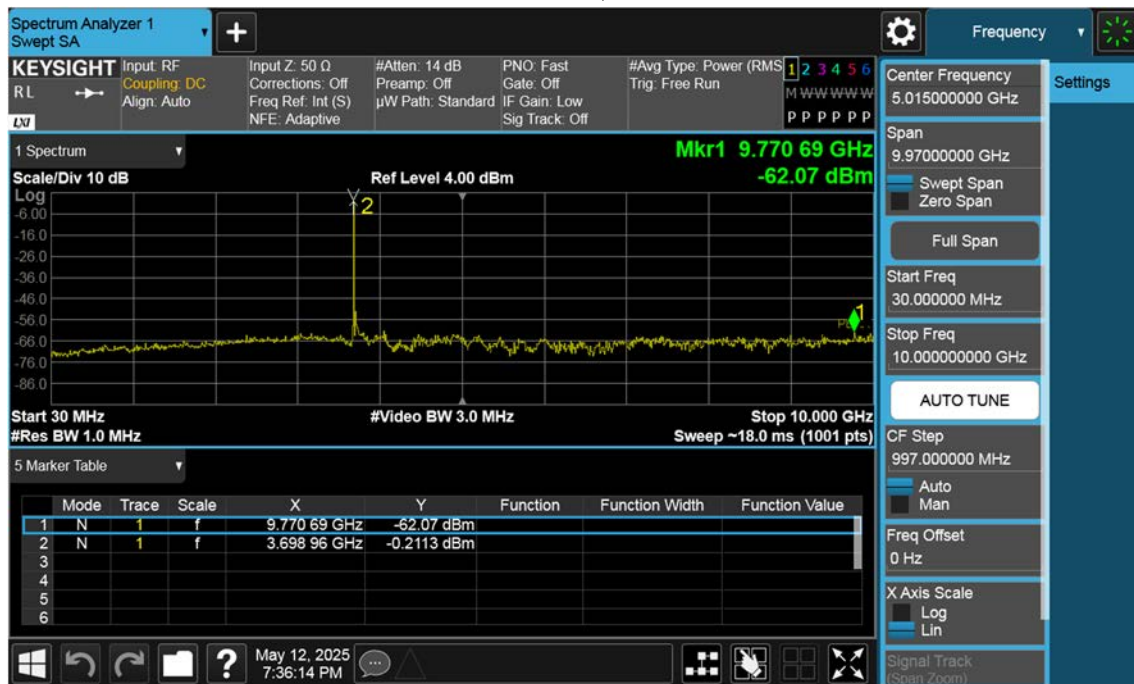 Spectrum Analyzer 1
Swept SA
+
Frequency
KEYSIGHT
RL
LXI
Input: RF
Coupling: DC
Align: Auto
Input Z: 50 Ω
Corrections: Off
Freq Ref: Int (S)
NFE: Adaptive
#Atten: 14 dB
Preamp: Off
µW Path: Standard
PNO: Fast
Gate: Off
IF Gain: Low
Sig Track: Off
#Avg Type: Power (RMS
Trig: Free Run
1 2 3 4 5 6
M W W W W W
P P P P P P
1 Spectrum
Mkr1 9.770 69 GHz
Scale/Div 10 dB
Ref Level 4.00 dBm
-62.07 dBm
Log
-6.00
-16.0
-26.0
-36.0
-46.0
-56.0
-66.0
-76.0
-86.0
2
1
Start 30 MHz
#Video BW 3.0 MHz
Stop 10.000 GHz
#Res BW 1.0 MHz
Sweep ~18.0 ms (1001 pts)
5 Marker Table
Mode Trace Scale X Y Function Function Width Function Value
1 N 1 f 9.770 69 GHz -62.07 dBm
2 N 1 f 3.698 96 GHz -0.2113 dBm
3
4
5
6
?
May 12, 2025
7:36:14 PM
Center Frequency
5.015000000 GHz
Settings
Span
9.97000000 GHz
Swept Span
Zero Span
Full Span
Start Freq
30.000000 MHz
Stop Freq
10.000000000 GHz
AUTO TUNE
CF Step
997.000000 MHz
Auto
Man
Freq Offset
0 Hz
X Axis Scale
Log
Lin
Signal Track
(Span Zoom)